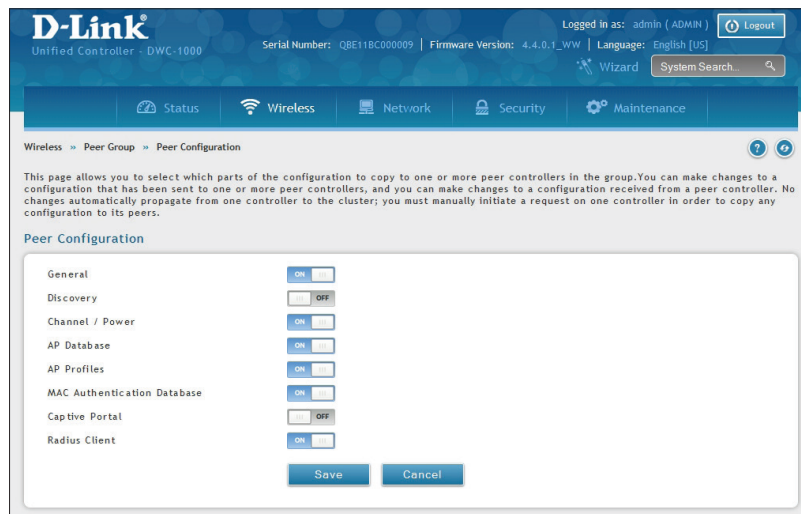 D-Link
Unified Controller - DWC-1000
Logged in as: admin ( ADMIN )
Logout
Serial Number: QBE11BC000009 | Firmware Version: 4.4.0.1_WW | Language: English [US]
Wizard
System Search...
Status
Wireless
Network
Security
Maintenance
Wireless » Peer Group » Peer Configuration
?
This page allows you to select which parts of the configuration to copy to one or more peer controllers in the group.You can make changes to a
configuration that has been sent to one or more peer controllers, and you can make changes to a configuration received from a peer controller. No
changes automatically propagate from one controller to the cluster; you must manually initiate a request on one controller in order to copy any
configuration to its peers.
Peer Configuration
General ON
Discovery OFF
Channel / Power ON
AP Database ON
AP Profiles ON
MAC Authentication Database ON
Captive Portal OFF
Radius Client ON
Save
Cancel